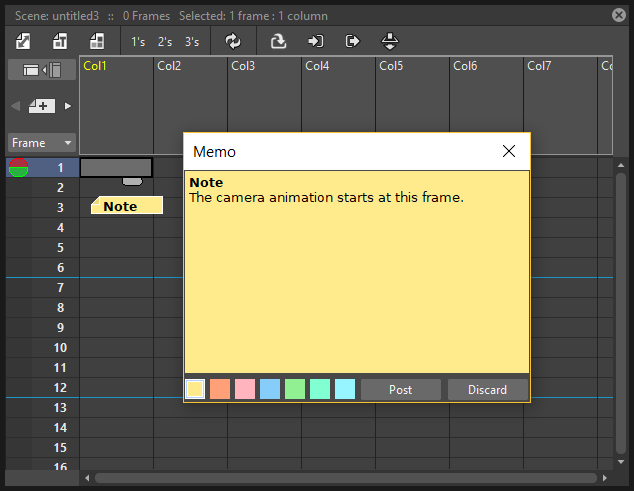 Scene: untitled3 :: 0 Frames Selected: 1 frame : 1 column
1's 2's 3's
Col1 Col2 Col3 Col4 Col5 Col6 Col7 Co
Frame
Memo
Note
The camera animation starts at this frame.
1
2
3
Note
4
5
6
7
8
9
10
11
12
Post Discard
13
14
15
16